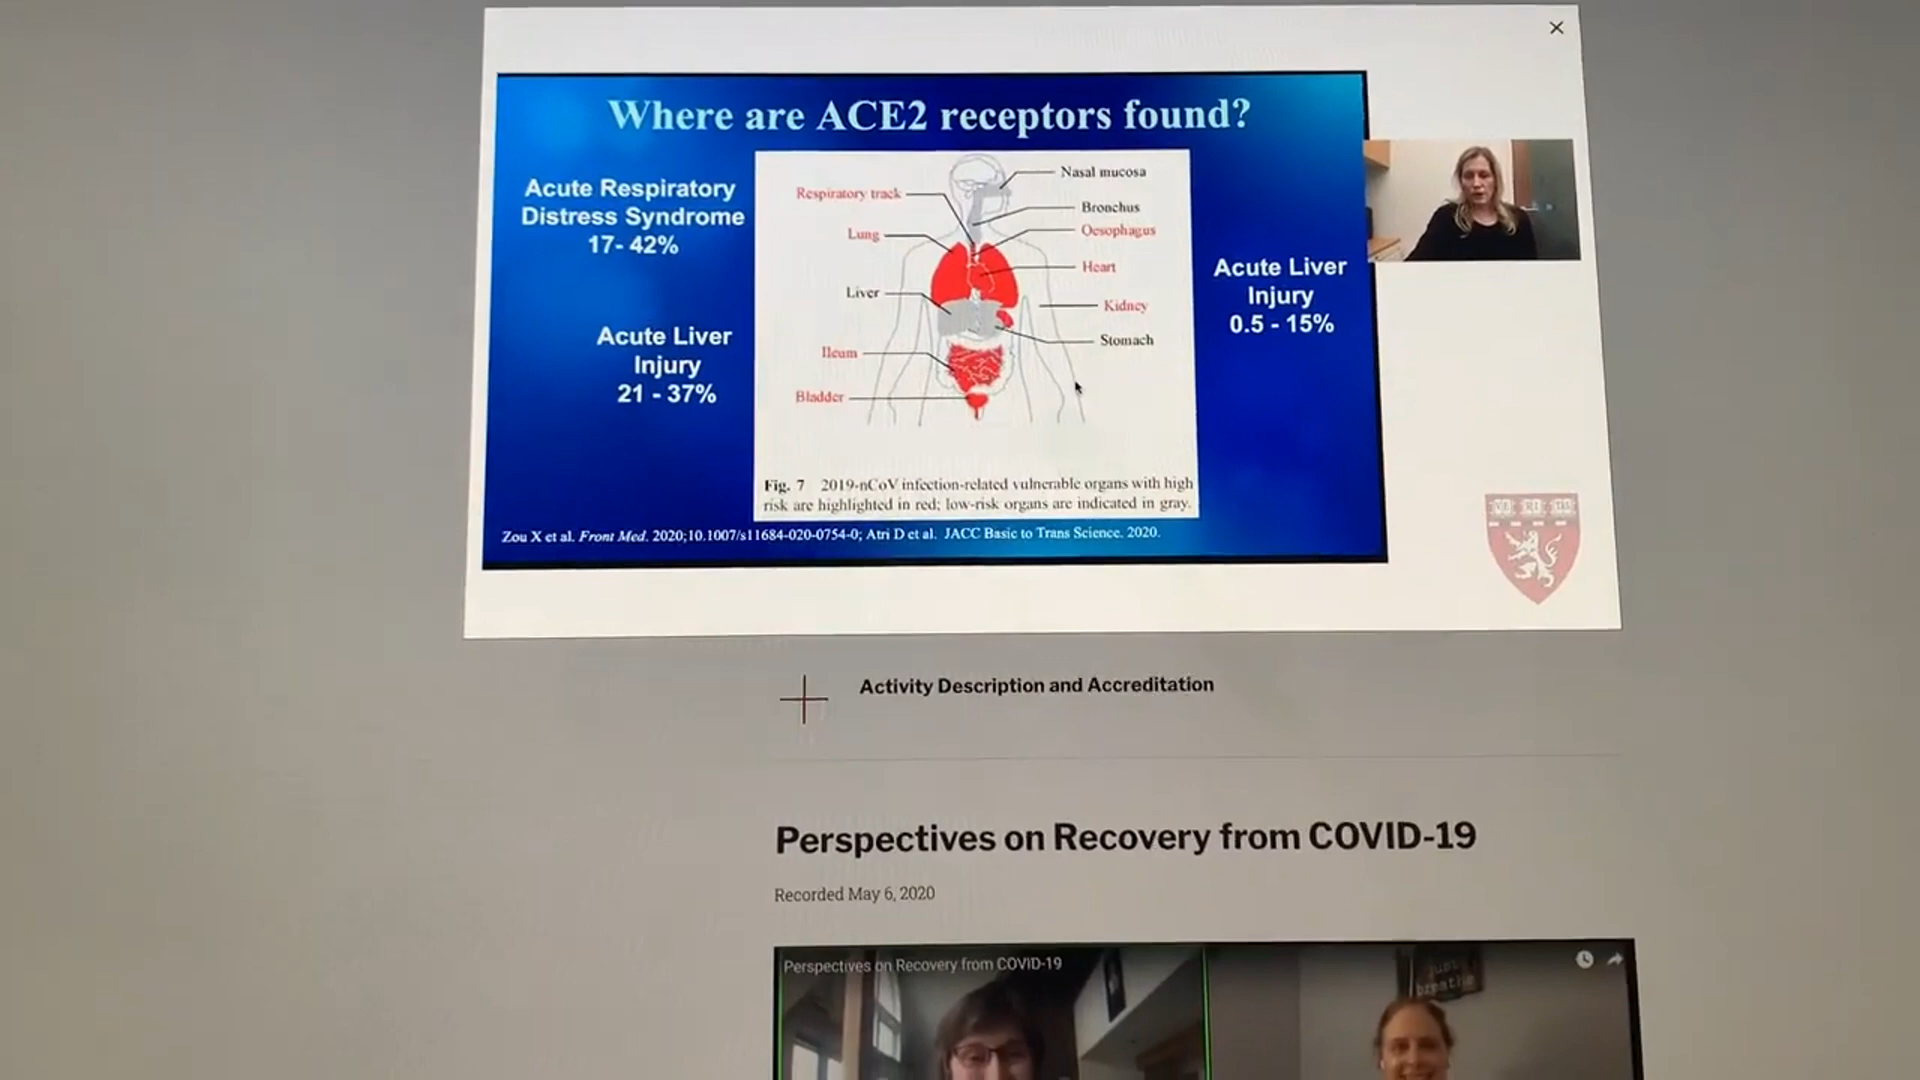 Where are ACE2 receptors found?
Acute Respiratory
Distress Syndrome
17- 42%
Acute Liver
Injury
21 - 37%
Respiratory track
Lung
Liver
Ileum
Bladder
Nasal mucosa
Bronchus
Oesophagus
Heart
Kidney
Stomach
Fig. 7 2019-nCoV infection-related vulnerable organs with high
risk are highlighted in red; low-risk organs are indicated in gray.
Acute Liver
Injury
0.5 - 15%
Zou X et al. Front Med. 2020;10.1007/s11684-020-0754-0; Atri D et al. JACC Basic to Trans Science. 2020.
Activity Description and Accreditation
Perspectives on Recovery from COVID-19
Recorded May 6, 2020
Perspectives on Recovery from COVID-19
just
breathe